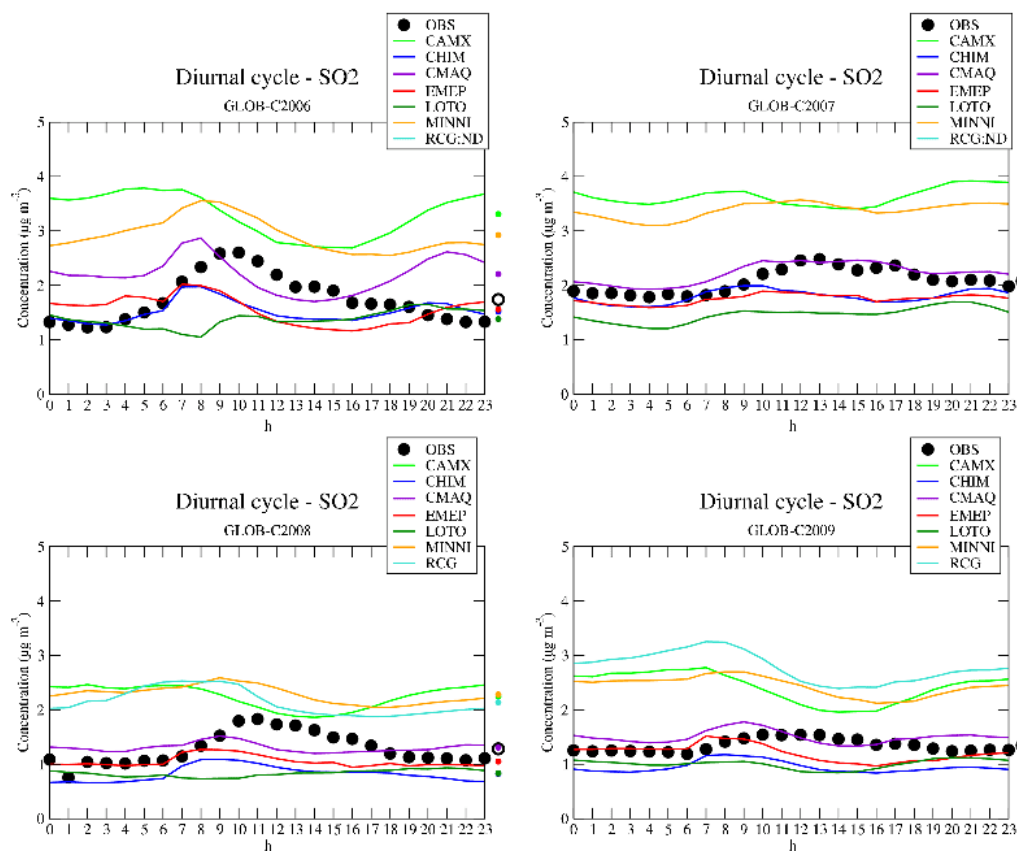 OBS
CAMX
CHIM
CMAQ
EMEP
LOTO
MINNI
RCG:ND
Diurnal cycle - SO2
GLOB-C2006
Concentration (µg m⁻³)
5
4
3
2
1
0
0 1 2 3 4 5 6 7 8 9 10 11 12 13 14 15 16 17 18 19 20 21 22 23
h
OBS
CAMX
CHIM
CMAQ
EMEP
LOTO
MINNI
RCG:ND
Diurnal cycle - SO2
GLOB-C2007
Concentration (µg m⁻³)
5
4
3
2
1
0
0 1 2 3 4 5 6 7 8 9 10 11 12 13 14 15 16 17 18 19 20 21 22 23
h
OBS
CAMX
CHIM
CMAQ
EMEP
LOTO
MINNI
RCG
Diurnal cycle - SO2
GLOB-C2008
Concentration (µg m⁻³)
5
4
3
2
1
0
0 1 2 3 4 5 6 7 8 9 10 11 12 13 14 15 16 17 18 19 20 21 22 23
h
OBS
CAMX
CHIM
CMAQ
EMEP
LOTO
MINNI
RCG
Diurnal cycle - SO2
GLOB-C2009
Concentration (µg m⁻³)
5
4
3
2
1
0
0 1 2 3 4 5 6 7 8 9 10 11 12 13 14 15 16 17 18 19 20 21 22 23
h